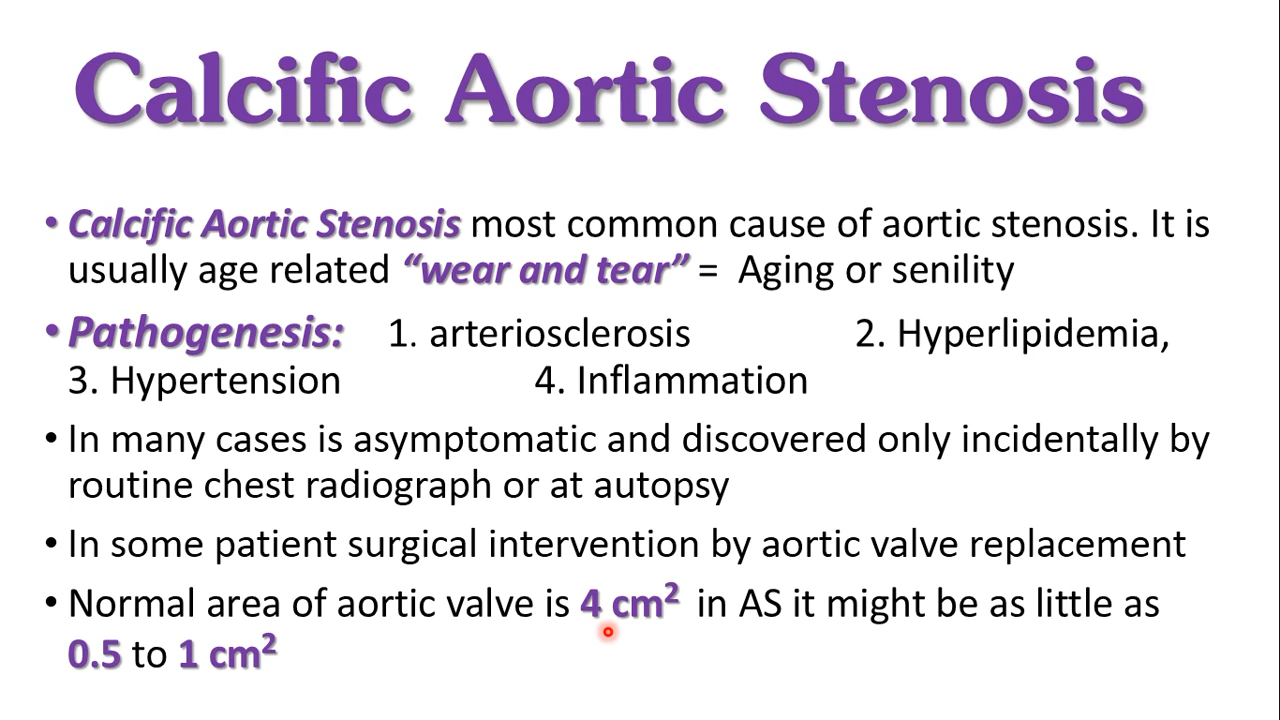 Calcific Aortic Stenosis
• Calcific Aortic Stenosis most common cause of aortic stenosis. It is
usually age related “wear and tear” = Aging or senility
• Pathogenesis: 1. arteriosclerosis 2. Hyperlipidemia,
3. Hypertension 4. Inflammation
• In many cases is asymptomatic and discovered only incidentally by
routine chest radiograph or at autopsy
• In some patient surgical intervention by aortic valve replacement
• Normal area of aortic valve is 4 cm² in AS it might be as little as
0.5 to 1 cm²